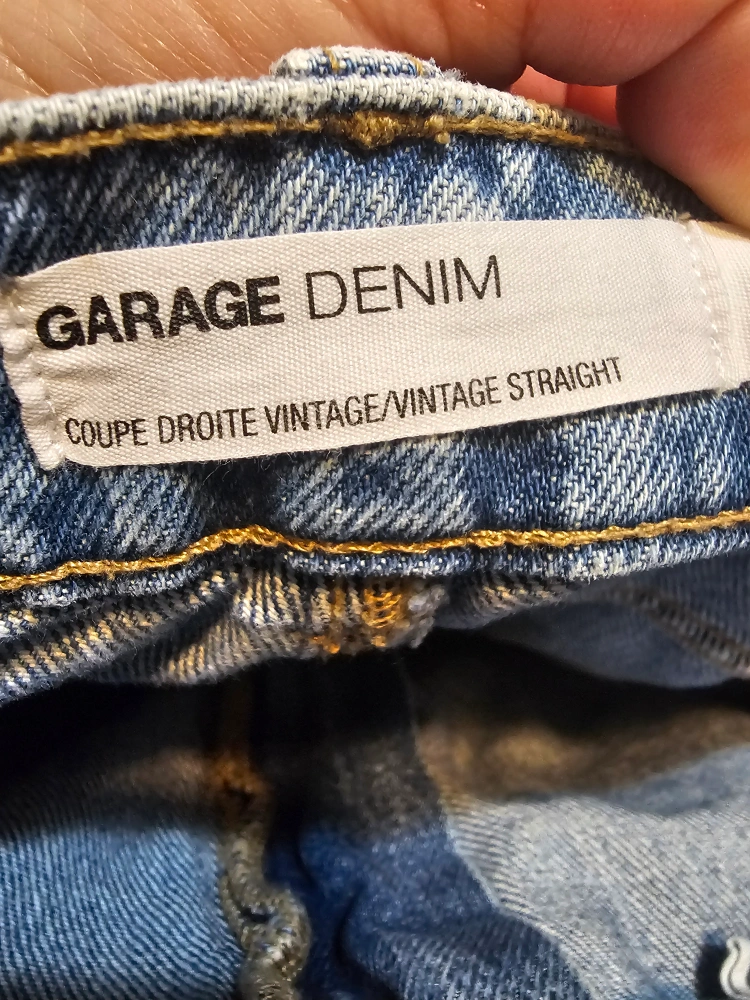 GARAGE DENIM
COUPE DROITE VINTAGE/VINTAGE STRAIGHT